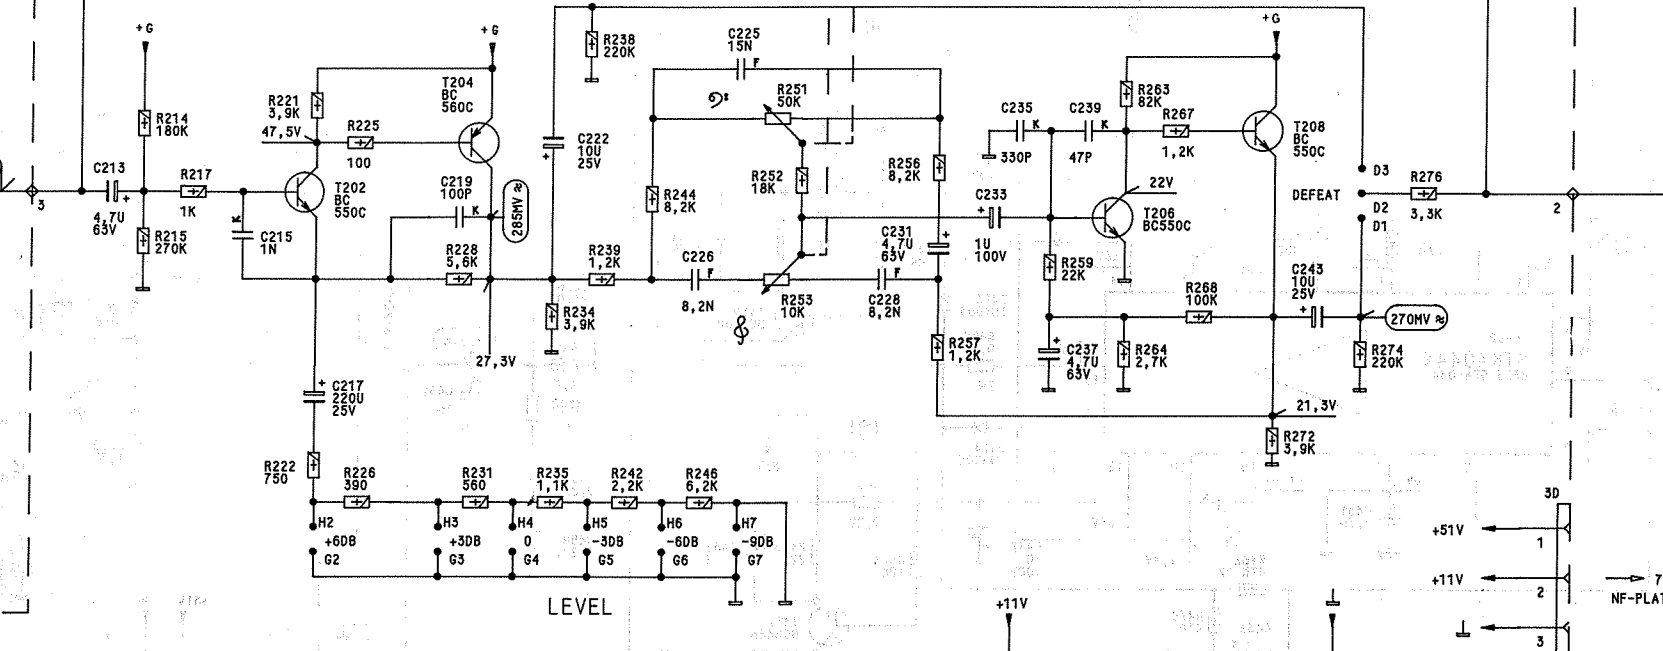 +G
R214
180K
C213
+
4,7U
63V
3
R215
270K
R217
1K
K
C215
1N
R221
3,9K
47,5V
R225
100
T202
BC
550C
T204
BC
560C
+G
C219
100P
K
285MV ≈
R228
5,6K
27,3V
C217
220U
25V
+
R222
750
R226
390
R231
560
R235
1,1K
R242
2,2K
R246
6,2K
H2
+6DB
G2
H3
+3DB
G3
H4
0
G4
H5
-3DB
G5
H6
-6DB
G6
H7
-9DB
G7
LEVEL
C222
10U
25V
+
R238
220K
R239
1,2K
R234
3,9K
C225
15N
F
R251
50K
R244
8,2K
R252
18K
C226
F
8,2N
R253
10K
R256
8,2K
C231
4,7U
63V
+
F
C228
8,2N
R257
1,2K
C233
+
1U
100V
C235
K
330P
C239
K
47P
R263
82K
R267
1,2K
+G
T208
BC
550C
22V
T206
BC550C
R259
22K
R268
100K
C237
4,7U
63V
+
R264
2,7K
C243
10U
25V
+
21,3V
R272
3,9K
D3
DEFEAT
D2
D1
R276
3,3K
2
270MV ≈
R274
220K
3D
+51V
1
+11V
2
3
7
NF-PLAT
+11V